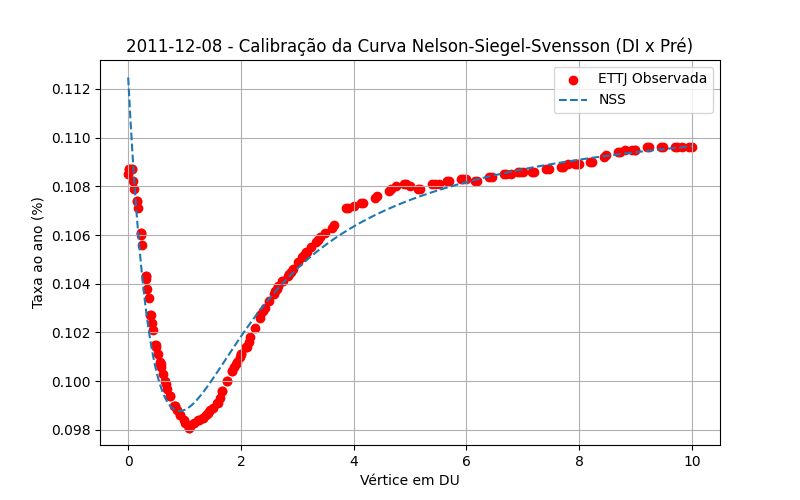 2011-12-08 - Calibração da Curva Nelson-Siegel-Svensson (DI x Pré)
ETTJ Observada
NSS
Taxa ao ano (%)
0.112
0.110
0.108
0.106
0.104
0.102
0.100
0.098
0 2 4 6 8 10
Vértice em DU